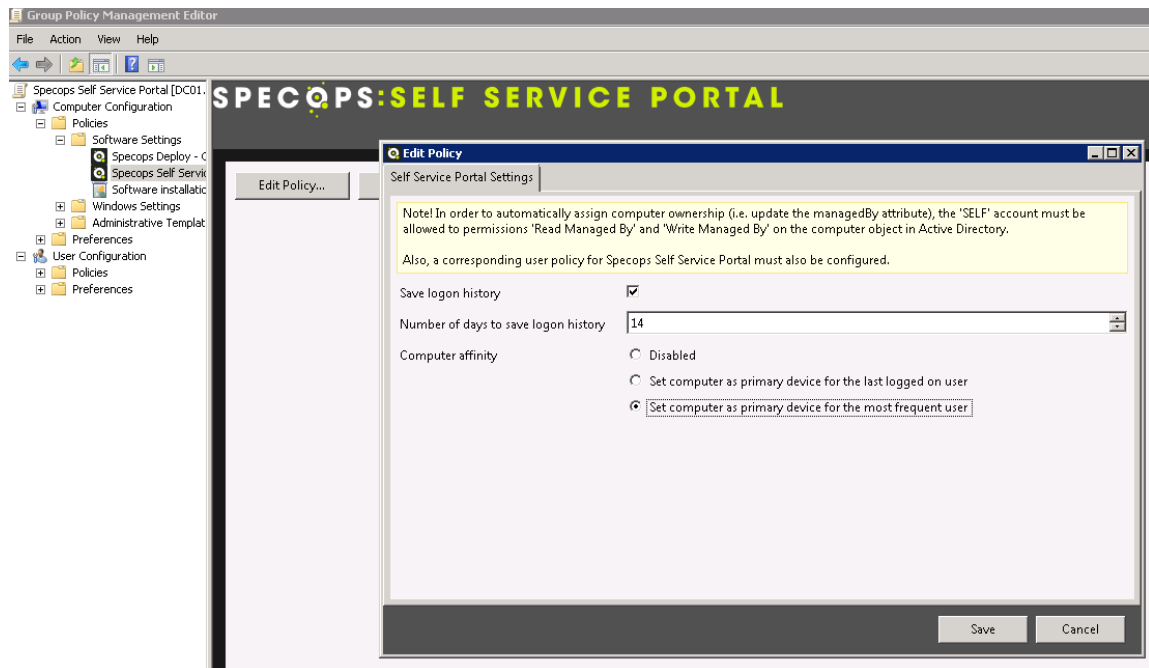 Group Policy Management Editor
File Action View Help
Specops Self Service Portal [DC01.
Computer Configuration
Policies
Software Settings
Specops Deploy - C
Specops Self Servic
Software installatic
Windows Settings
Administrative Templat
Preferences
User Configuration
Policies
Preferences
SPECOPS:SELF SERVICE PORTAL
Edit Policy...
Edit Policy
Self Service Portal Settings
Note! In order to automatically assign computer ownership (i.e. update the managedBy attribute), the 'SELF' account must be
allowed to permissions 'Read Managed By' and 'Write Managed By' on the computer object in Active Directory.
Also, a corresponding user policy for Specops Self Service Portal must also be configured.
Save logon history
Number of days to save logon history 14
Computer affinity Disabled
Set computer as primary device for the last logged on user
Set computer as primary device for the most frequent user
Save Cancel